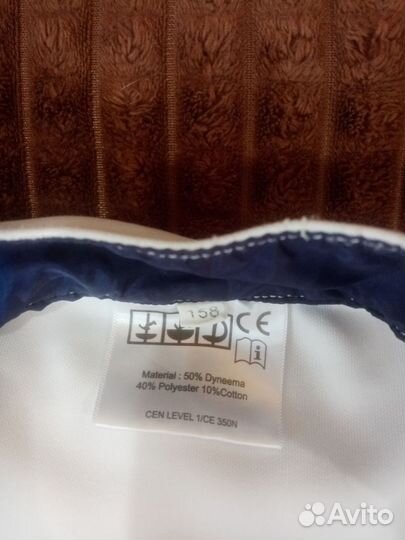 158
CE
i
Material : 50% Dyneema
40% Polyester 10%Cotton
CEN LEVEL 1/CE 350N
Avito